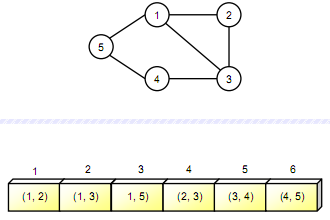 1 2
5
4 3
1 2 3 4 5 6
(1, 2) (1, 3) 1, 5) (2, 3) (3, 4) (4, 5)